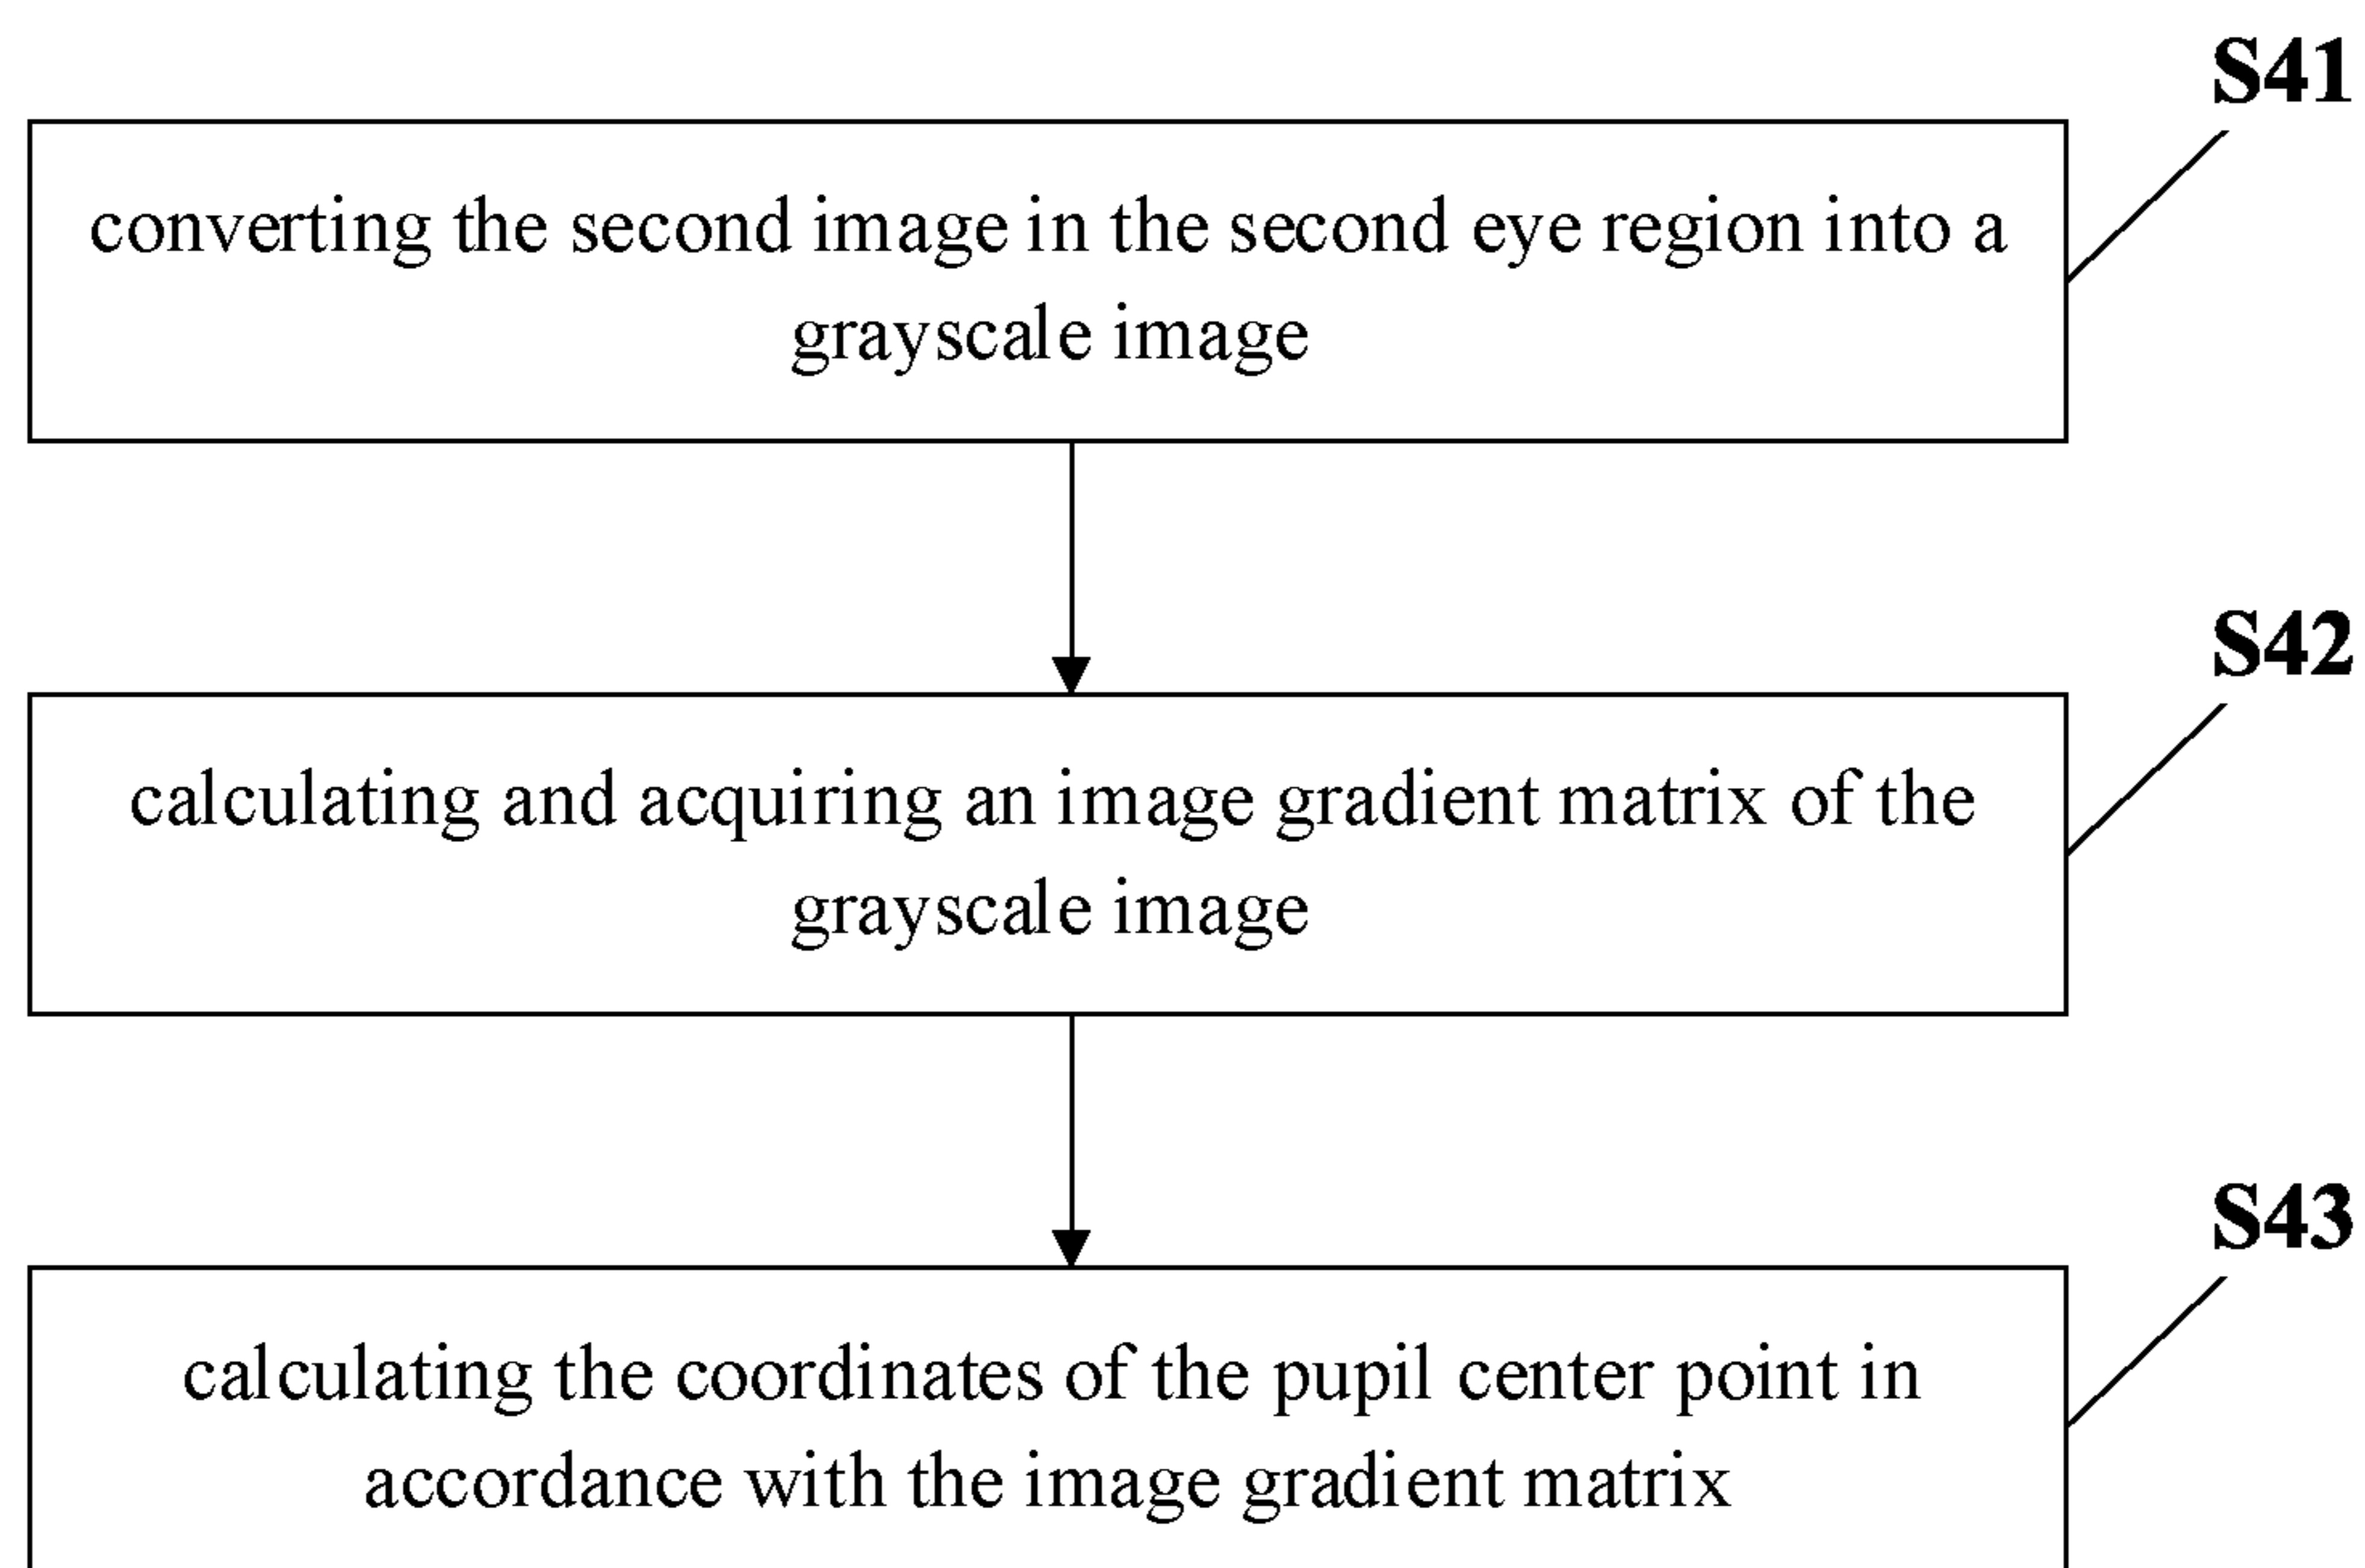 S41
converting the second image in the second eye region into a
grayscale image
S42
calculating and acquiring an image gradient matrix of the
grayscale image
S43
calculating the coordinates of the pupil center point in
accordance with the image gradient matrix